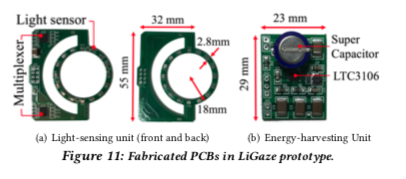 Light sensor
32 mm
23 mm
Multiplexer
55 mm
2.8mm
18mm
29 mm
Super
Capacitor
LTC3106
(a) Light-sensing unit (front and back)
(b) Energy-harvesting Unit
Figure 11: Fabricated PCBs in LiGaze prototype.